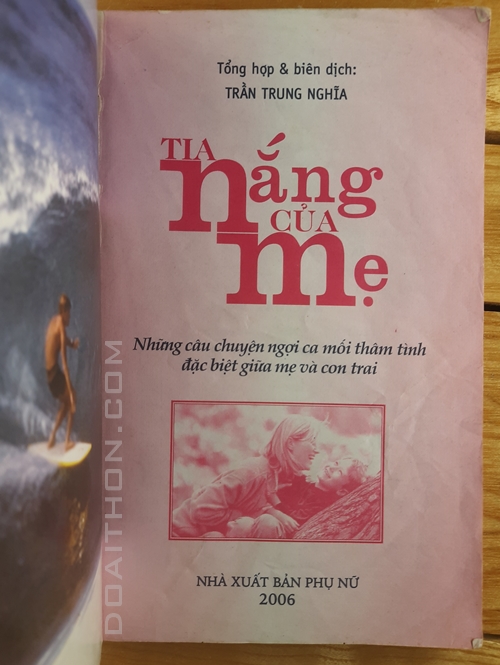 Tổng hợp & biên dịch:
TRẦN TRUNG NGHĨA
TIA
nắng
CỦA
mẹ
Những câu chuyện ngợi ca mối thâm tình
đặc biệt giữa mẹ và con trai
NHÀ XUẤT BẢN PHỤ NỮ
2006
DOAITHON.COM